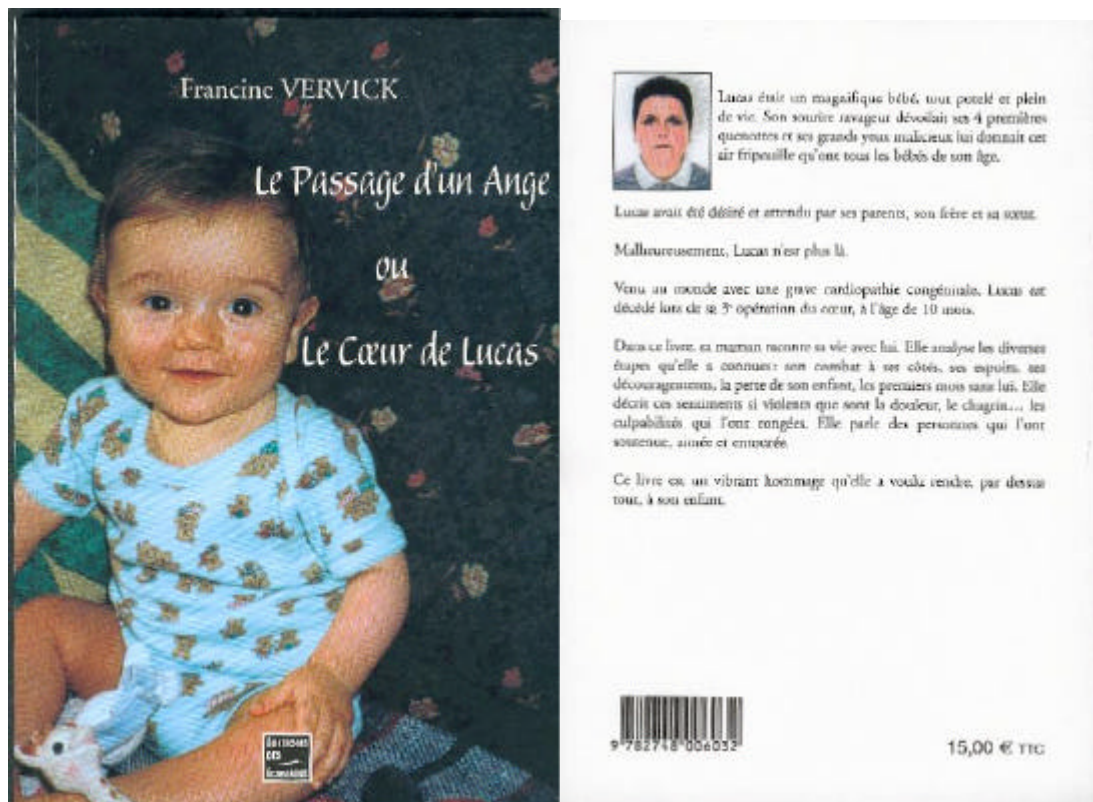 Francine VERVICK
Le Passage d'un Ange
ou
Le Cœur de Lucas
Lucas était un magnifique bébé, tout potelé et plein
de vie. Son sourire ravageur dévoilait ses 4 premières
quenottes et ses grands yeux malicieux lui donnait cet
air fripouille qu'ont tous les bébés de son âge.
Lucas avait été désiré et attendu par ses parents, son frère et sa sœur.
Malheureusement, Lucas n'est plus là.
Venu au monde avec une grave cardiopathie congénitale, Lucas est
décédé lors de sa 3e opération du cœur, à l'âge de 10 mois.
Dans ce livre, sa maman raconte sa vie avec lui. Elle analyse les diverses
étapes qu'elle a connues : son combat à ses côtés, ses espoirs, ses
découragements, la perte de son enfant, les premiers mois sans lui. Elle
décrit ces sentiments si violents que sont la douleur, le chagrin... les
culpabilités qui l'ont rongées. Elle parle des personnes qui l'ont
soutenue, aimée et entourée.
Ce livre est un vibrant hommage qu'elle a voulu rendre, par dessus
tout, à son enfant.
9 782748 006032
15,00 € TTC